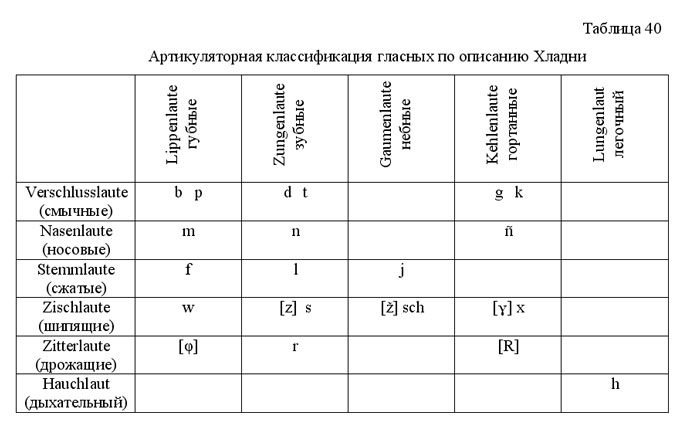 Таблица 40
Артикуляторная классификация гласных по описанию Хладни
Lippenlaute губные Zungenlaute зубные Gaumenlaute небные Kehlenlaute гортанные Lungenlaut легочный
Verschlusslaute (смычные) b p d t g k
Nasenlaute (носовые) m n ñ
Stemmlaute (сжатые) f l j
Zischlaute (шипящие) w [z] s [ž] sch [γ] x
Zitterlaute (дрожащие) [φ] r [R]
Hauchlaut (дыхательный) h